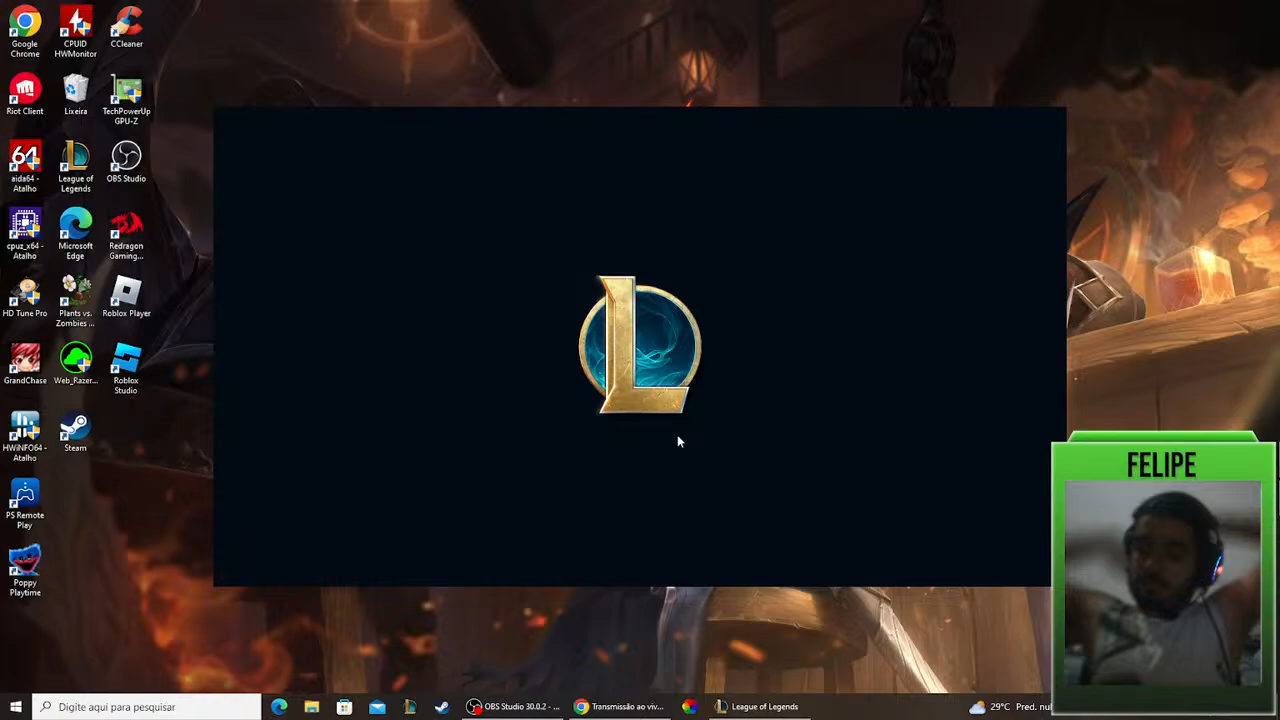 Google
Chrome
CPUID
HWMonitor
CCleaner
Riot Client
Lixeira
TechPowerUp
GPU-Z
64
aida64 -
Atalho
League of
Legends
OBS Studio
cpuz_x64 -
Atalho
Microsoft
Edge
Redragon
Gaming...
HD Tune Pro
Plants vs.
Zombies ...
Roblox Player
GrandChase
Web_Razer...
Roblox
Studio
HWiNFO64 -
Atalho
Steam
PS Remote
Play
Poppy
Playtime
FELIPE
Digite aqui para pesquisar
OBS Studio 30.0.2 - ...
Transmissão ao viv...
League of Legends
29°C Pred. nu